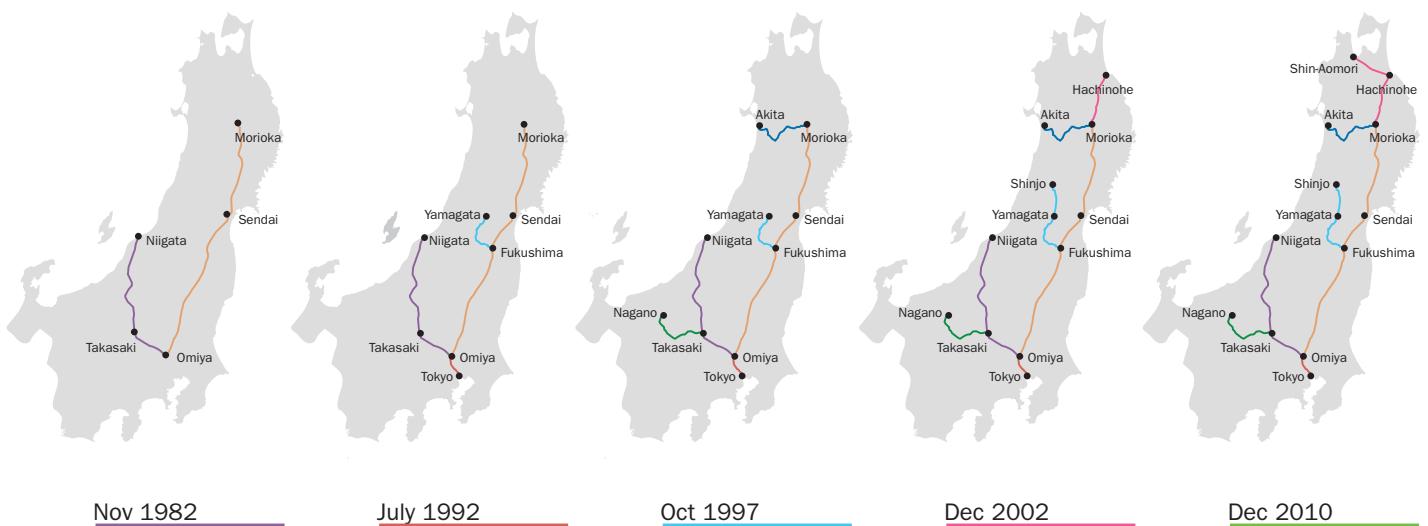 Morioka
Sendai
Niigata
Takasaki
Omiya
Nov 1982
Morioka
Yamagata
Sendai
Niigata
Fukushima
Takasaki
Omiya
Tokyo
July 1992
Akita
Morioka
Yamagata
Sendai
Niigata
Fukushima
Nagano
Takasaki
Omiya
Tokyo
Oct 1997
Hachinohe
Akita
Morioka
Shinjo
Yamagata
Sendai
Niigata
Fukushima
Nagano
Takasaki
Omiya
Tokyo
Dec 2002
Shin-Aomori
Hachinohe
Akita
Morioka
Shinjo
Yamagata
Sendai
Niigata
Fukushima
Nagano
Takasaki
Omiya
Tokyo
Dec 2010